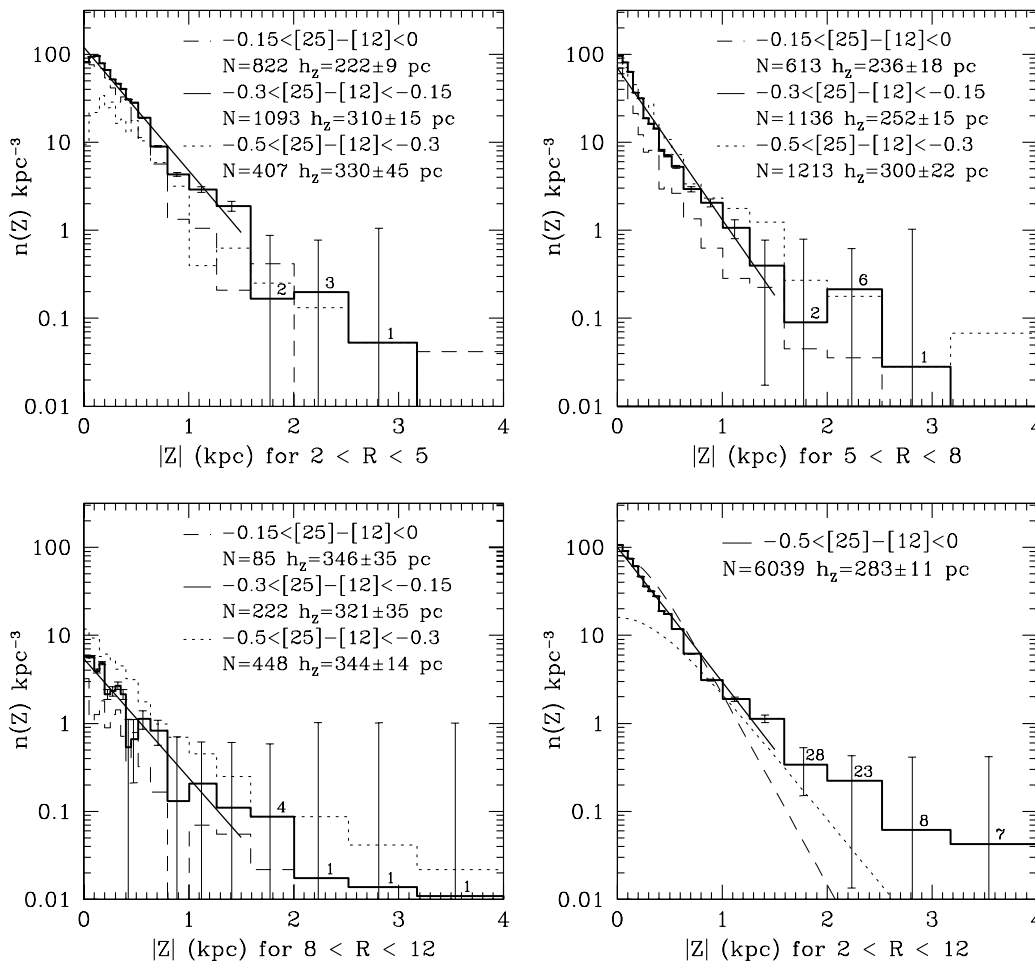 -0.15<[25]-[12]<0
N=822 h_z=222±9 pc
-0.3<[25]-[12]<-0.15
N=1093 h_z=310±15 pc
-0.5<[25]-[12]<-0.3
N=407 h_z=330±45 pc
n(Z) kpc⁻³
100
10
1
0.1
0.01
2
3
1
0 1 2 3 4
|Z| (kpc) for 2 < R < 5
-0.15<[25]-[12]<0
N=613 h_z=236±18 pc
-0.3<[25]-[12]<-0.15
N=1136 h_z=252±15 pc
-0.5<[25]-[12]<-0.3
N=1213 h_z=300±22 pc
n(Z) kpc⁻³
100
10
1
0.1
0.01
2
6
1
0 1 2 3 4
|Z| (kpc) for 5 < R < 8
-0.15<[25]-[12]<0
N=85 h_z=346±35 pc
-0.3<[25]-[12]<-0.15
N=222 h_z=321±35 pc
-0.5<[25]-[12]<-0.3
N=448 h_z=344±14 pc
n(Z) kpc⁻³
100
10
1
0.1
0.01
4
1
1
1
0 1 2 3 4
|Z| (kpc) for 8 < R < 12
-0.5<[25]-[12]<0
N=6039 h_z=283±11 pc
n(Z) kpc⁻³
100
10
1
0.1
0.01
28
23
8
7
0 1 2 3 4
|Z| (kpc) for 2 < R < 12